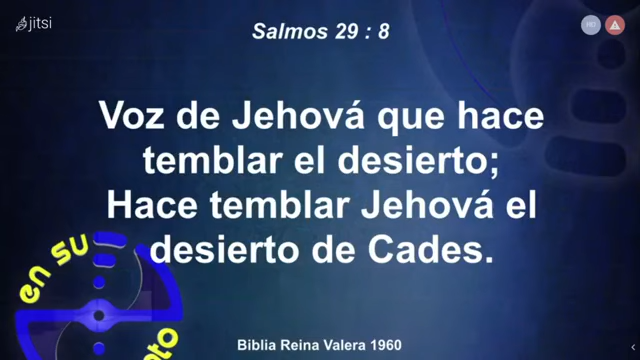 jitsi
HD
Salmos 29 : 8
Voz de Jehová que hace
temblar el desierto;
Hace temblar Jehová el
desierto de Cades.
en su
Biblia Reina Valera 1960